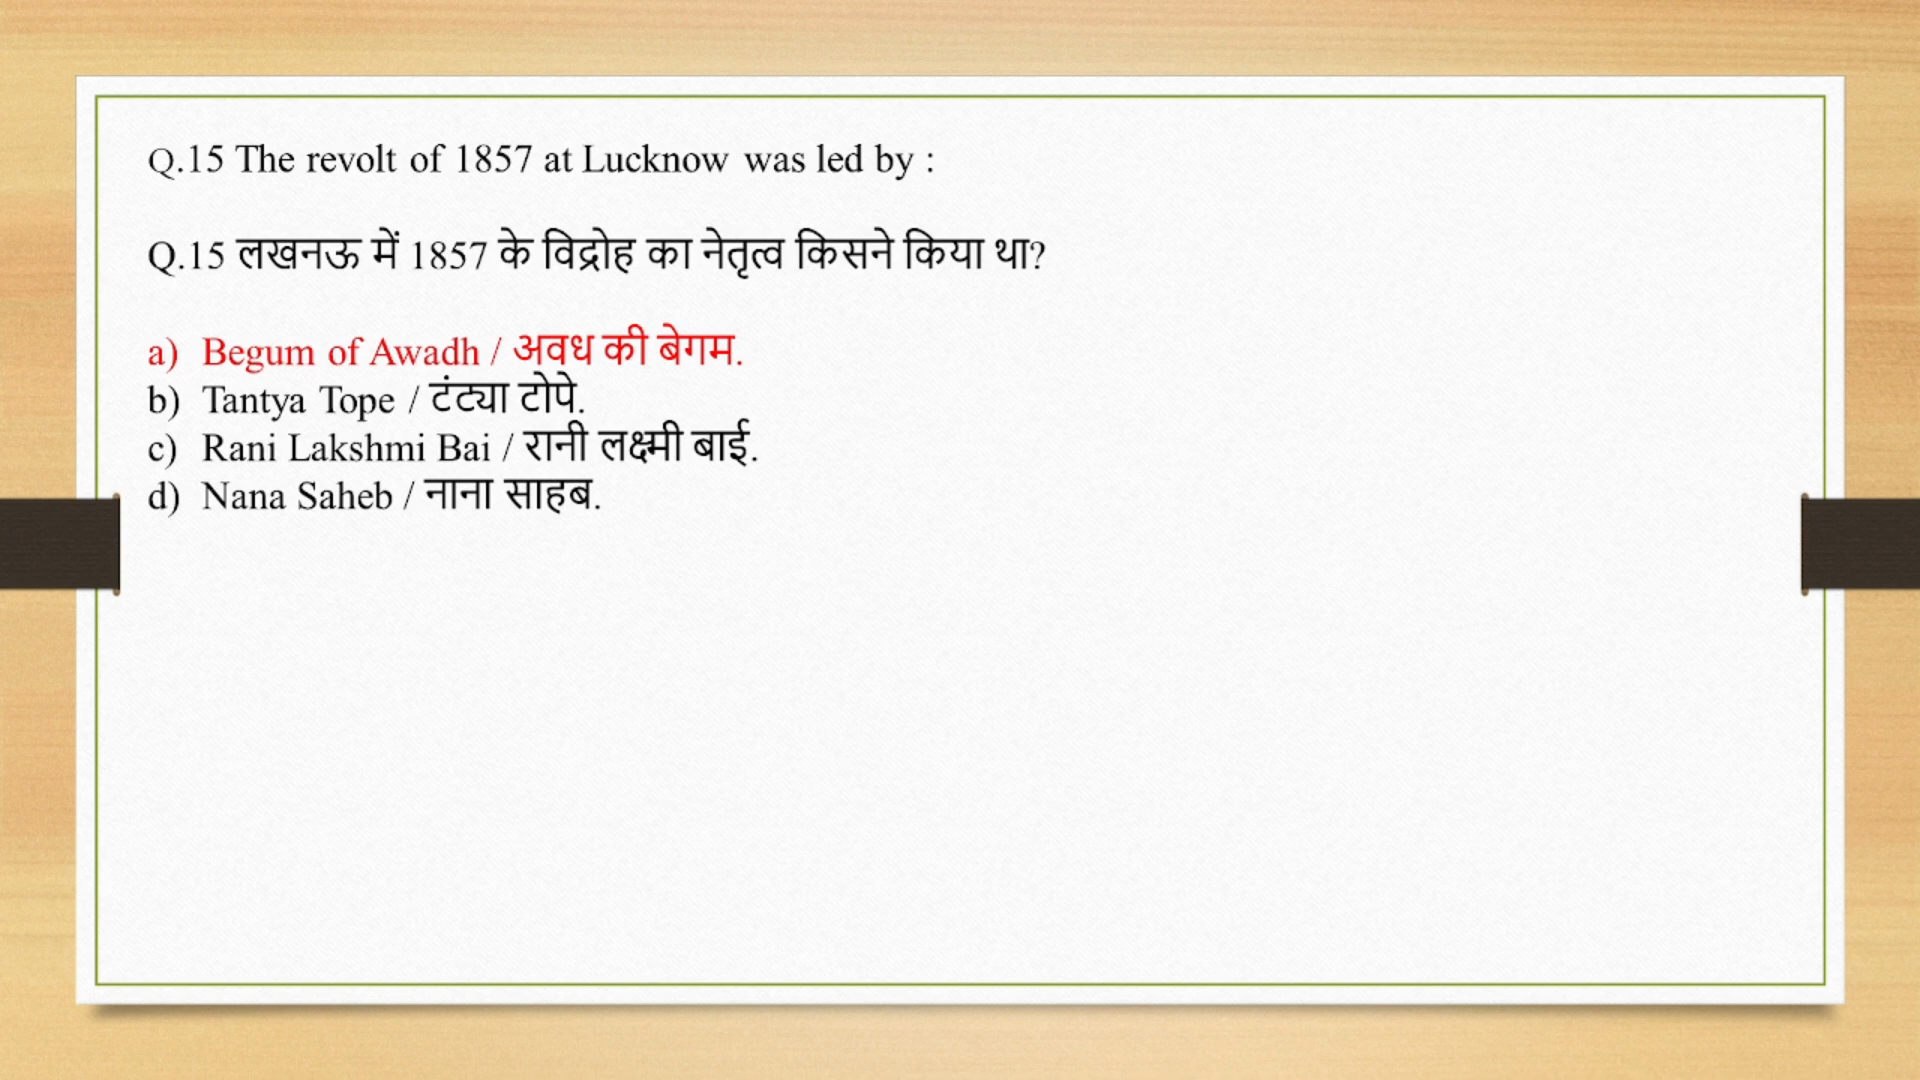 Q.15 The revolt of 1857 at Lucknow was led by :
Q.15 लखनऊ में 1857 के विद्रोह का नेतृत्व किसने किया था?
a) Begum of Awadh / अवध की बेगम.
b) Tantya Tope / टंट्या टोपे.
c) Rani Lakshmi Bai / रानी लक्ष्मी बाई.
d) Nana Saheb / नाना साहब.